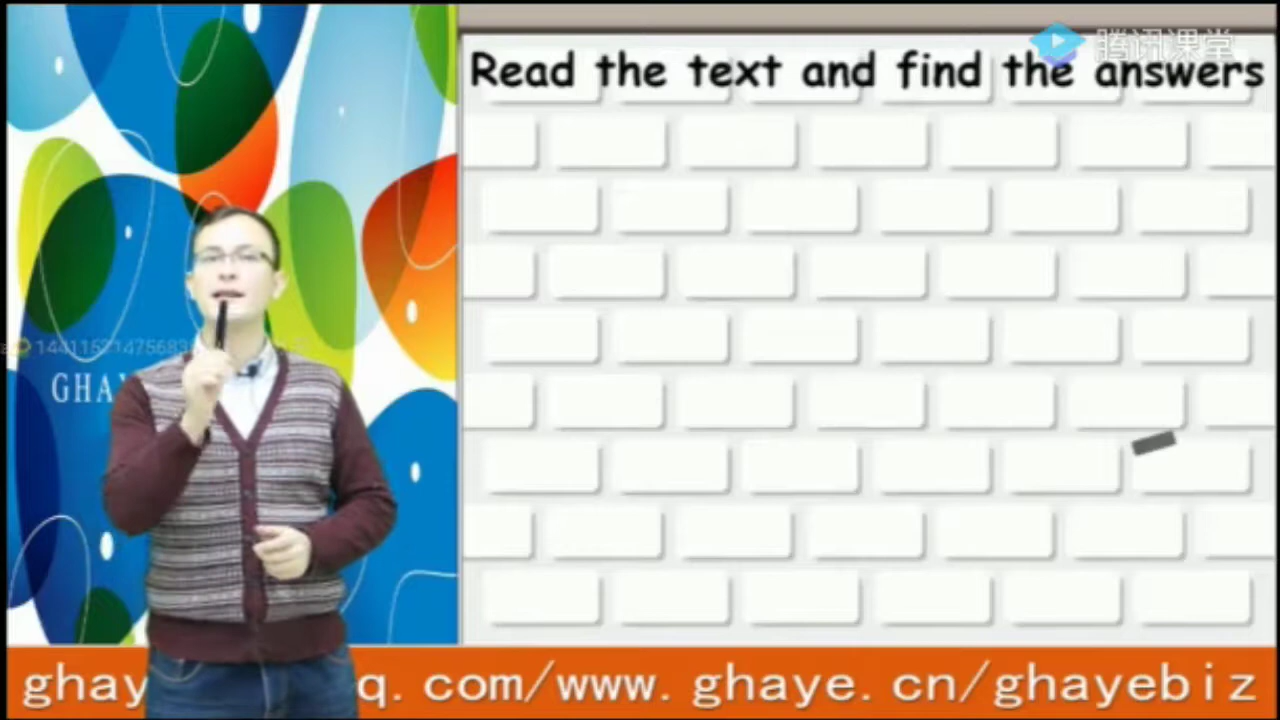 腾讯课堂
Read the text and find the answers
GHAY
ghay q. com/www. ghaye. cn/ghayebiz